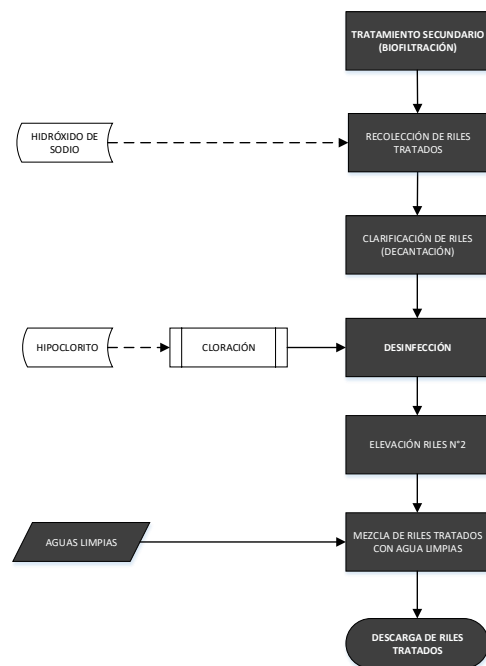 TRATAMIENTO SECUNDARIO
(BIOFILTRACIÓN)
HIDRÓXIDO DE
SODIO
RECOLECCIÓN DE RILES
TRATADOS
CLARIFICACIÓN DE RILES
(DECANTACIÓN)
HIPOCLORITO
CLORACIÓN
DESINFECCIÓN
ELEVACIÓN RILES N°2
AGUAS LIMPIAS
MEZCLA DE RILES TRATADOS
CON AGUA LIMPIAS
DESCARGA DE RILES
TRATADOS